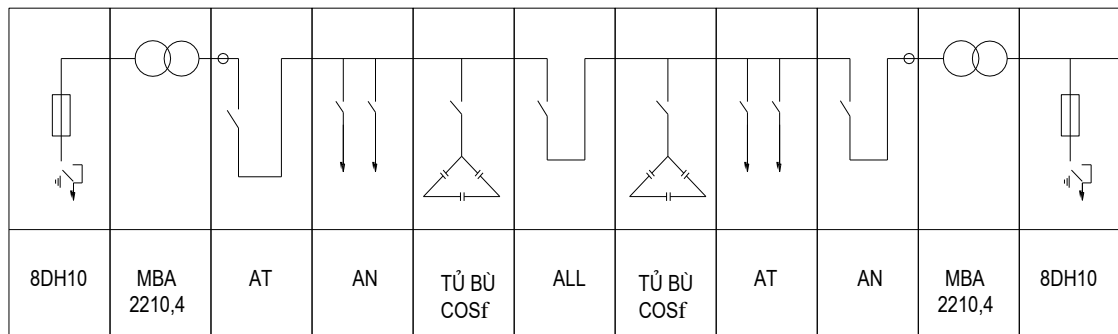 8DH10
MBA
2210,4
AT
AN
TỦ BÙ
COSf
ALL
TỦ BÙ
COSf
AT
AN
MBA
2210,4
8DH10